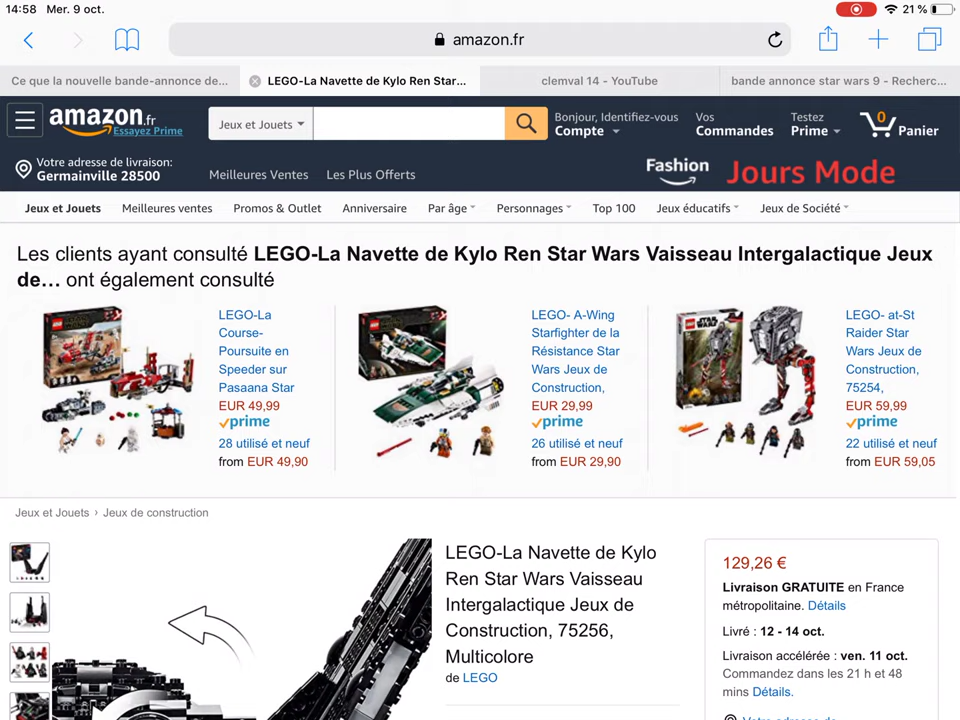 14:58 Mer. 9 oct.
21 %
amazon.fr
Ce que la nouvelle bande-annonce de...
LEGO-La Navette de Kylo Ren Star...
clemval 14 - YouTube
bande annonce star wars 9 - Recherc...
amazon.fr
Essayez Prime
Jeux et Jouets
Bonjour, Identifiez-vous
Compte
Vos
Commandes
Testez
Prime
0
Panier
Votre adresse de livraison:
Germainville 28500
Meilleures Ventes
Les Plus Offerts
Fashion
Jours Mode
Jeux et Jouets
Meilleures ventes
Promos & Outlet
Anniversaire
Par âge
Personnages
Top 100
Jeux éducatifs
Jeux de Société
Les clients ayant consulté LEGO-La Navette de Kylo Ren Star Wars Vaisseau Intergalactique Jeux
de… ont également consulté
LEGO-La
Course-
Poursuite en
Speeder sur
Pasaana Star
EUR 49,99
prime
28 utilisé et neuf
from EUR 49,90
LEGO- A-Wing
Starfighter de la
Résistance Star
Wars Jeux de
Construction,
EUR 29,99
prime
26 utilisé et neuf
from EUR 29,90
STAR WARS
LEGO- at-St
Raider Star
Wars Jeux de
Construction,
75254,
EUR 59,99
prime
22 utilisé et neuf
from EUR 59,05
Jeux et Jouets › Jeux de construction
LEGO-La Navette de Kylo
Ren Star Wars Vaisseau
Intergalactique Jeux de
Construction, 75256,
Multicolore
de LEGO
129,26 €
Livraison GRATUITE en France
métropolitaine. Détails
Livré : 12 - 14 oct.
Livraison accélérée : ven. 11 oct.
Commandez dans les 21 h et 48
mins Détails.
Votre adresse de